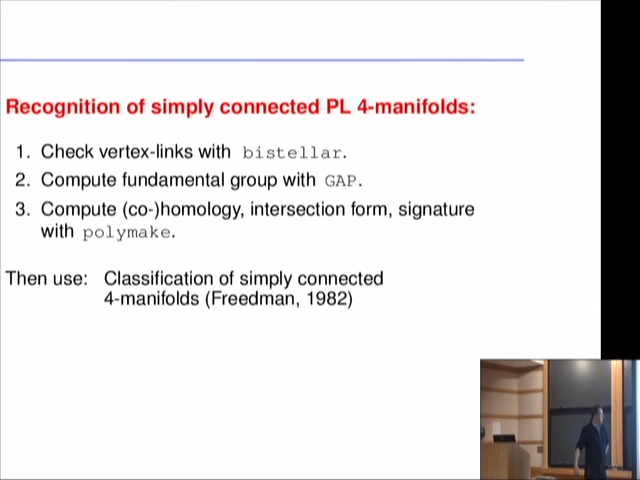 Recognition of simply connected PL 4-manifolds:
1. Check vertex-links with bistellar.
2. Compute fundamental group with GAP.
3. Compute (co-)homology, intersection form, signature
with polymake.
Then use: Classification of simply connected
4-manifolds (Freedman, 1982)